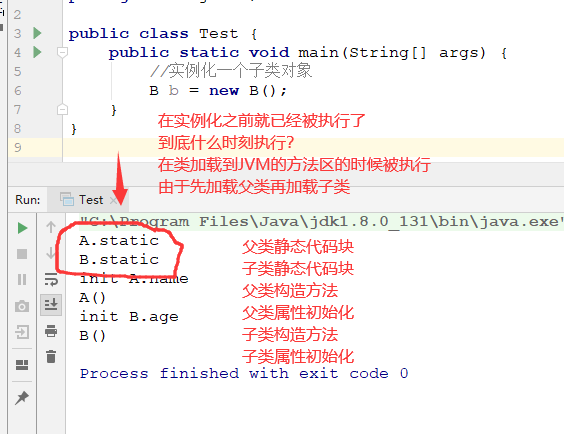 2
3 public class Test {
4 public static void main(String[] args) {
5 //实例化一个子类对象
6 B b = new B();
7 }
8 }
9
在实例化之前就已经被执行了
到底什么时刻执行?
在类加载到JVM的方法区的时候被执行
由于先加载父类再加载子类
Run: Test
"C:\Program Files\Java\jdk1.8.0_131\bin\java.exe"
A.static 父类静态代码块
B.static 子类静态代码块
init A.name 父类构造方法
A() 父类属性初始化
init B.age 子类构造方法
B() 子类属性初始化
Process finished with exit code 0